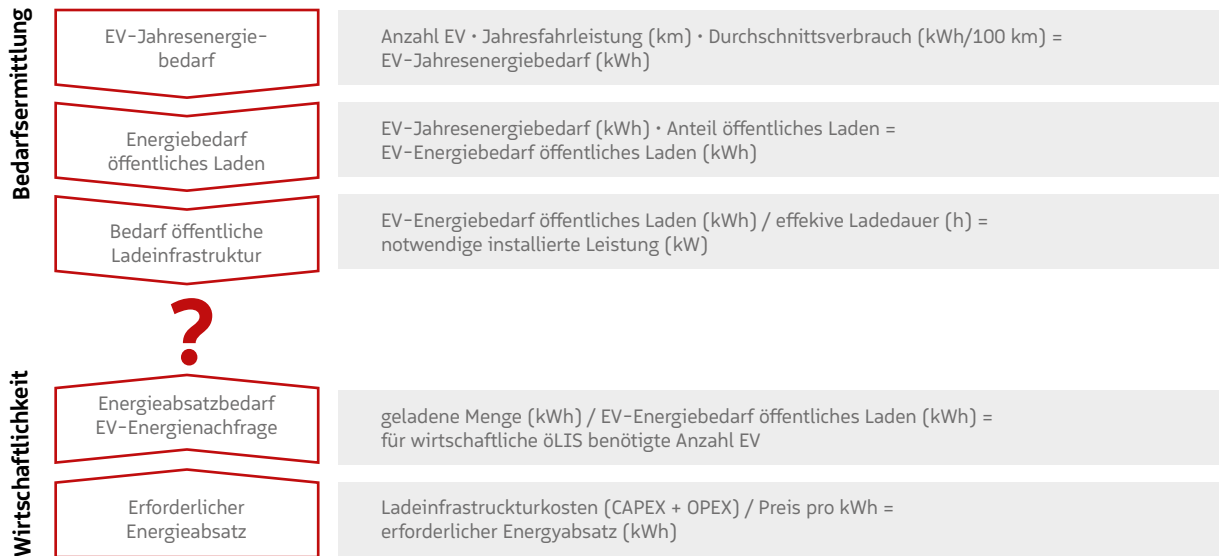 Bedarfsermittlung
EV-Jahresenergie-
bedarf
Anzahl EV · Jahresfahrleistung (km) · Durchschnittsverbrauch (kWh/100 km) =
EV-Jahresenergiebedarf (kWh)
Energiebedarf
öffentliches Laden
EV-Jahresenergiebedarf (kWh) · Anteil öffentliches Laden =
EV-Energiebedarf öffentliches Laden (kWh)
Bedarf öffentliche
Ladeinfrastruktur
EV-Energiebedarf öffentliches Laden (kWh) / effekive Ladedauer (h) =
notwendige installierte Leistung (kW)
?
Wirtschaftlichkeit
Energieabsatzbedarf
EV-Energienachfrage
geladene Menge (kWh) / EV-Energiebedarf öffentliches Laden (kWh) =
für wirtschaftliche öLIS benötigte Anzahl EV
Erforderlicher
Energieabsatz
Ladeinfrastruckturkosten (CAPEX + OPEX) / Preis pro kWh =
erforderlicher Energyabsatz (kWh)